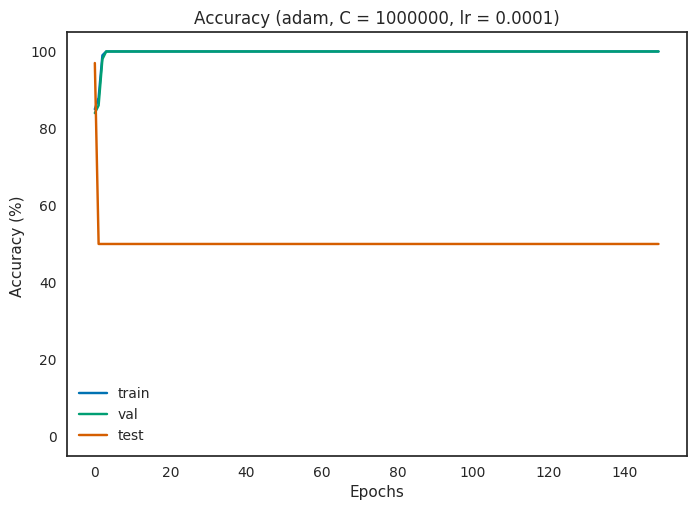 Accuracy (adam, C = 1000000, lr = 0.0001)
100
80
60
40
20
0
Accuracy (%)
train
val
test
0 20 40 60 80 100 120 140
Epochs